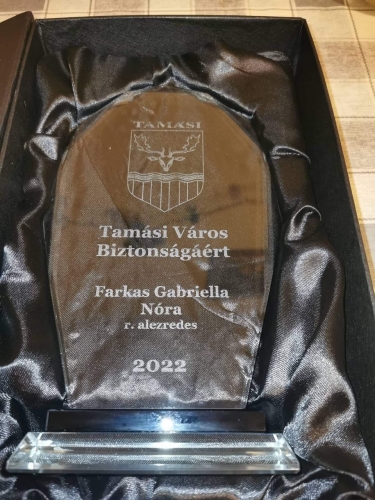 TAMÁSI
Tamási Város
Biztonságáért
Farkas Gabriella
Nóra
r. alezredes
2022